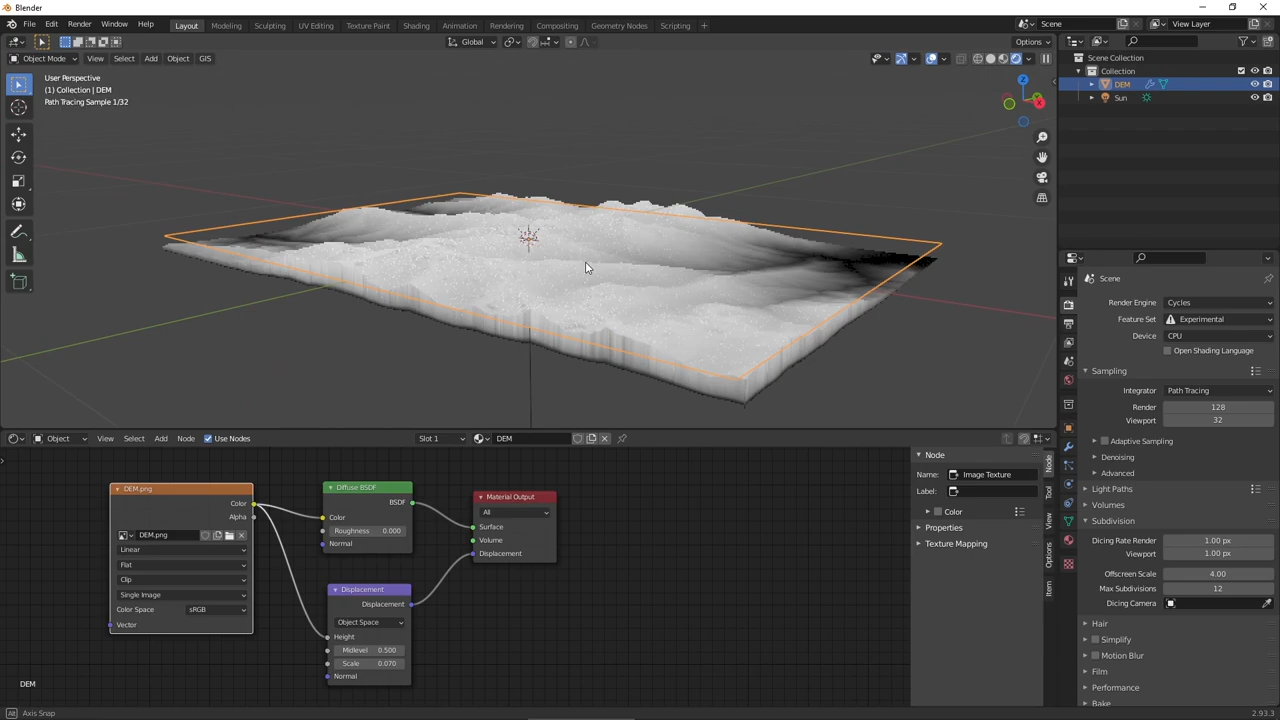 Blender
File Edit Render Window Help
Layout Modeling Sculpting UV Editing Texture Paint Shading Animation Rendering Compositing Geometry Nodes Scripting +
Scene
View Layer
Global
Options
Object Mode View Select Add Object GIS
User Perspective
(1) Collection | DEM
Path Tracing Sample 1/32
Scene Collection
Collection
DEM
Sun
Scene
Render Engine Cycles
Feature Set Experimental
Device CPU
Open Shading Language
Sampling
Integrator Path Tracing
Render 128
Viewport 32
Adaptive Sampling
Denoising
Advanced
Light Paths
Volumes
Subdivision
Dicing Rate Render 1.00 px
Viewport 1.00 px
Offscreen Scale 4.00
Max Subdivisions 12
Dicing Camera
Hair
Simplify
Motion Blur
Film
Performance
Bake
Object View Select Add Node Use Nodes Slot 1 DEM
DEM.png
Color
Alpha
DEM.png
Linear
Flat
Clip
Single Image
Color Space sRGB
Vector
Diffuse BSDF
BSDF
Color
Roughness 0.000
Normal
Displacement
Displacement
Object Space
Height
Midlevel 0.500
Scale 0.070
Normal
Material Output
All
Surface
Volume
Displacement
Node
Name: Image Texture
Label:
Color
Properties
Texture Mapping
Node
Tool
View
Options
Item
DEM
Axis Snap
2.93.3